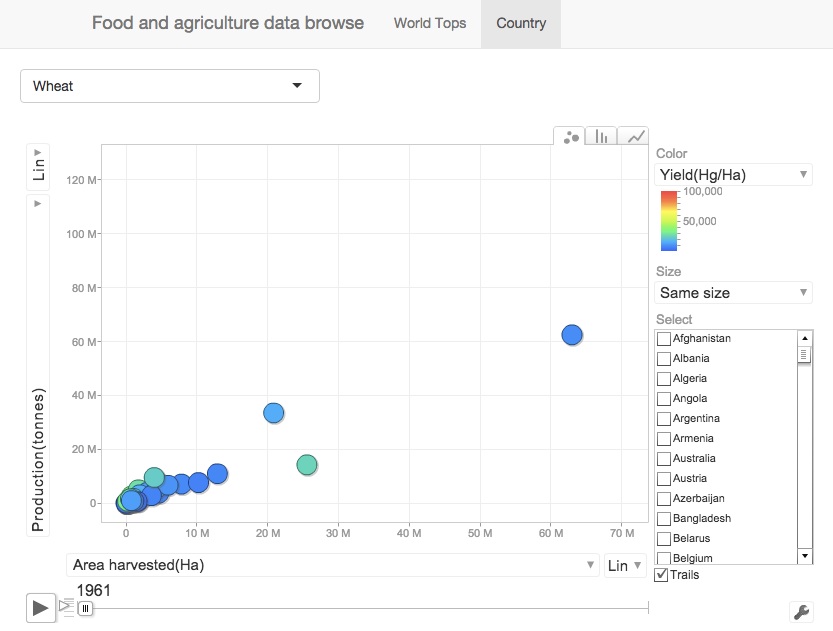 Food and agriculture data browse World Tops Country
Wheat
Lin
Production(tonnes)
120 M
100 M
80 M
60 M
40 M
20 M
0
0 10 M 20 M 30 M 40 M 50 M 60 M 70 M
Area harvested(Ha) Lin
1961
Color
Yield(Hg/Ha)
100,000
50,000
Size
Same size
Select
Afghanistan
Albania
Algeria
Angola
Argentina
Armenia
Australia
Austria
Azerbaijan
Bangladesh
Belarus
Belgium
Trails